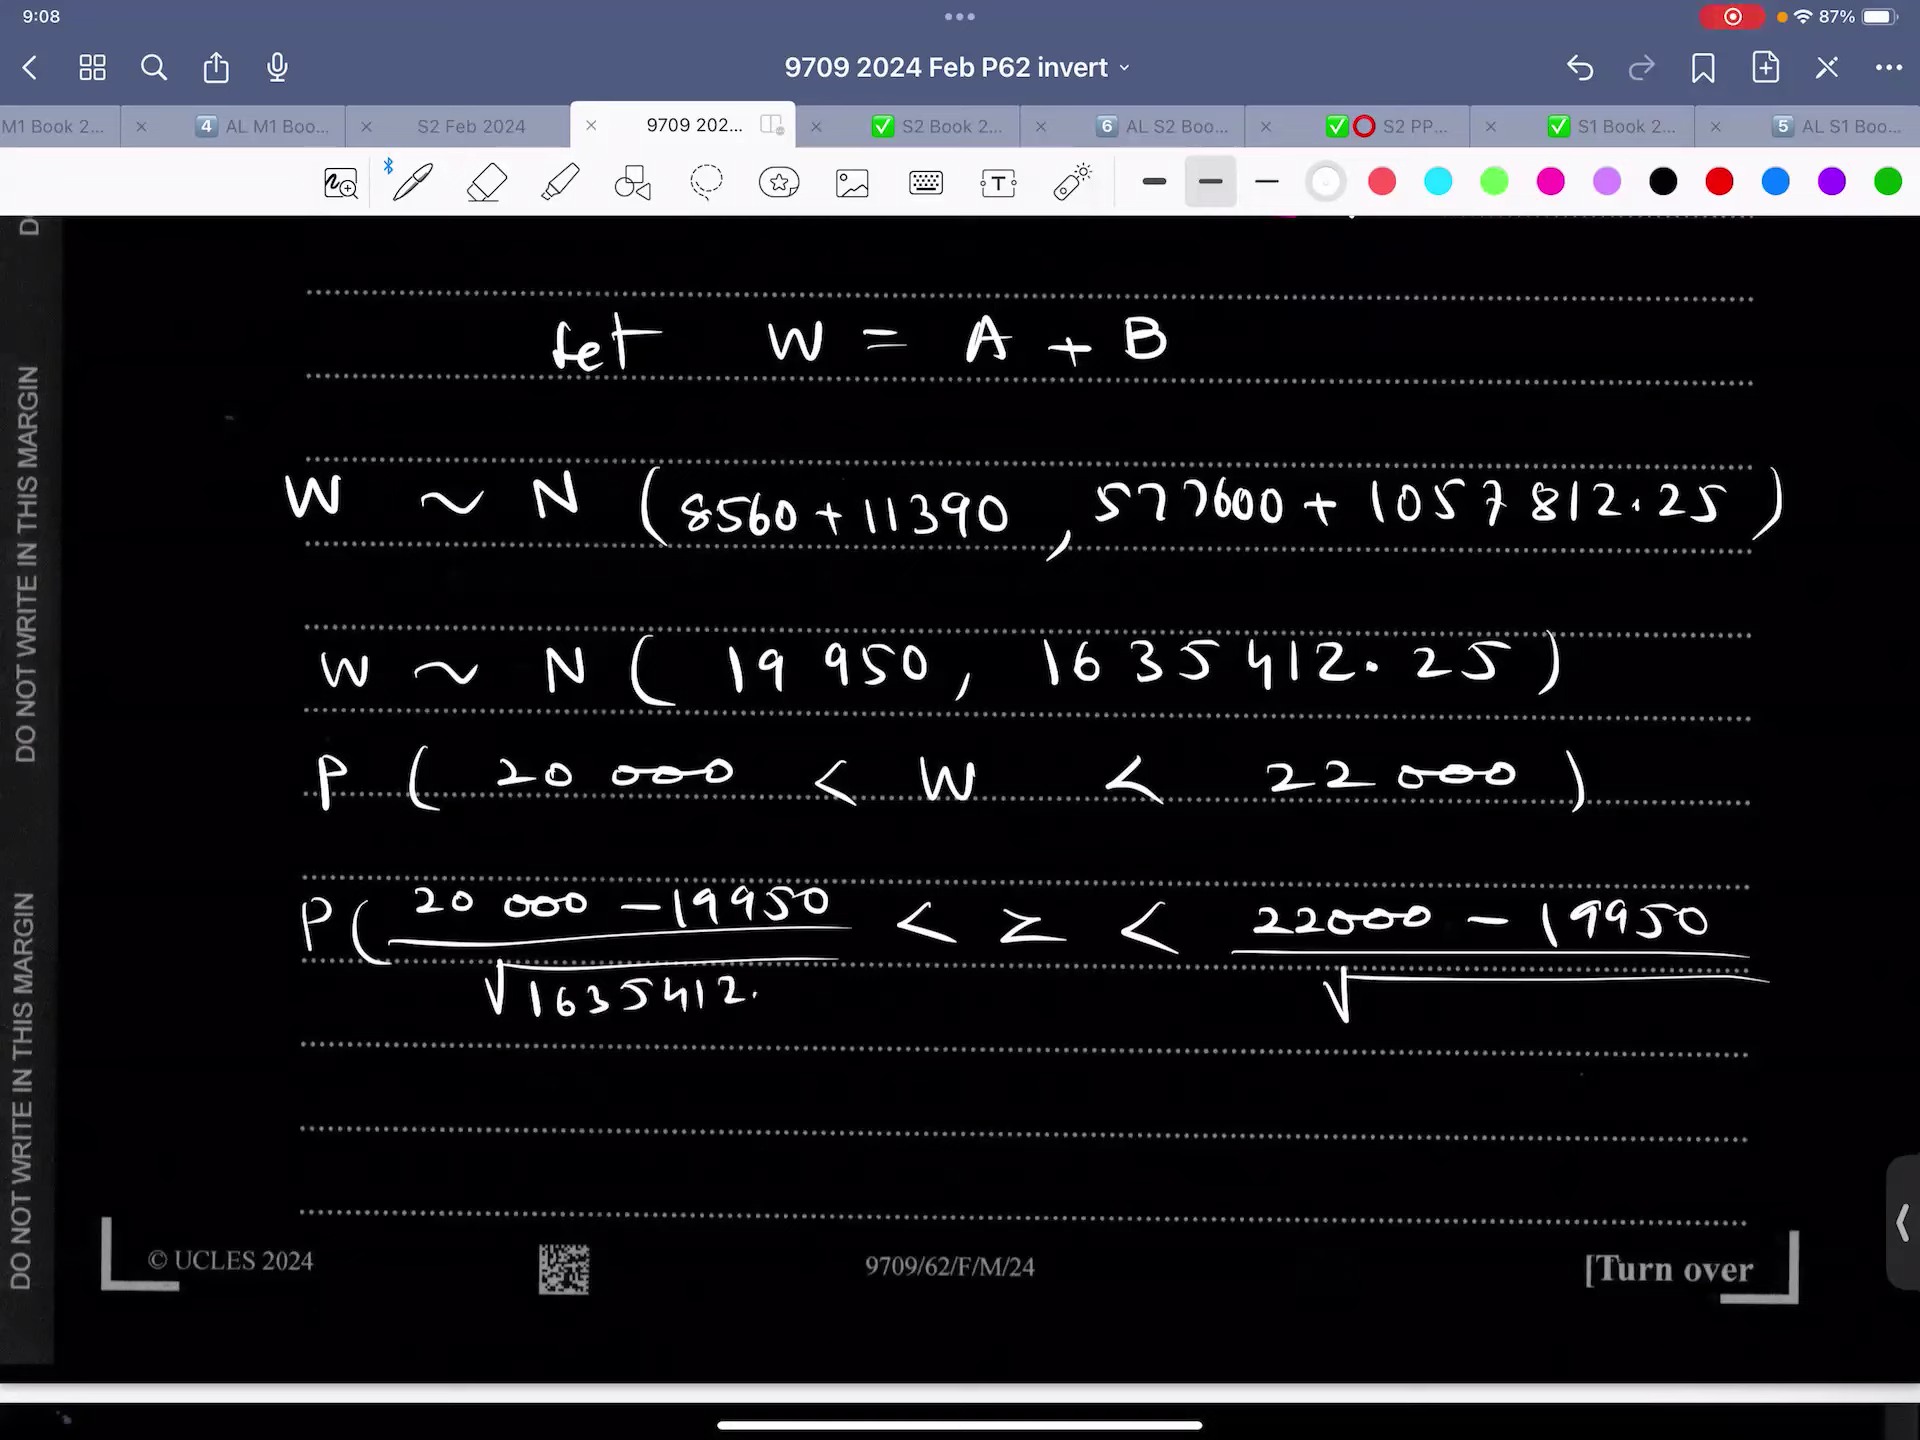 9:08
87%
9709 2024 Feb P62 invert
M1 Book 2...
4 AL M1 Boo...
S2 Feb 2024
9709 202...
S2 Book 2...
6 AL S2 Boo...
S2 PP...
S1 Book 2...
5 AL S1 Boo...
DO NOT WRITE IN THIS MARGIN
DO NOT WRITE IN THIS MARGIN
let W = A + B
W ~ N (8560 + 11390, 577600 + 1057812.25)
W ~ N ( 19 950, 1635412.25)
P ( 20 000 < W < 22 000 )
P( 20 000 - 19950 < z < 22000 - 19950
√1635412. √
© UCLES 2024
9709/62/F/M/24
[Turn over